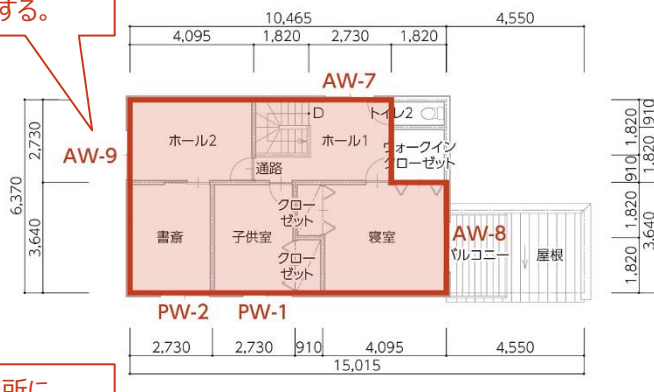 する。
10,465
4,550
4,095
1,820
2,730
1,820
AW-7
D
トイレ2
ホール2
ホール1
ウォークイン
クローゼット
通路
AW-9
2,730
6,370
3,640
クロー
ゼット
書斎
子供室
寝室
クロー
ゼット
AW-8
バルコニー
屋根
910
1,820
1,820
910
1,820
3,640
1,820
PW-2
PW-1
2,730
2,730
910
4,095
4,550
15,015
所に